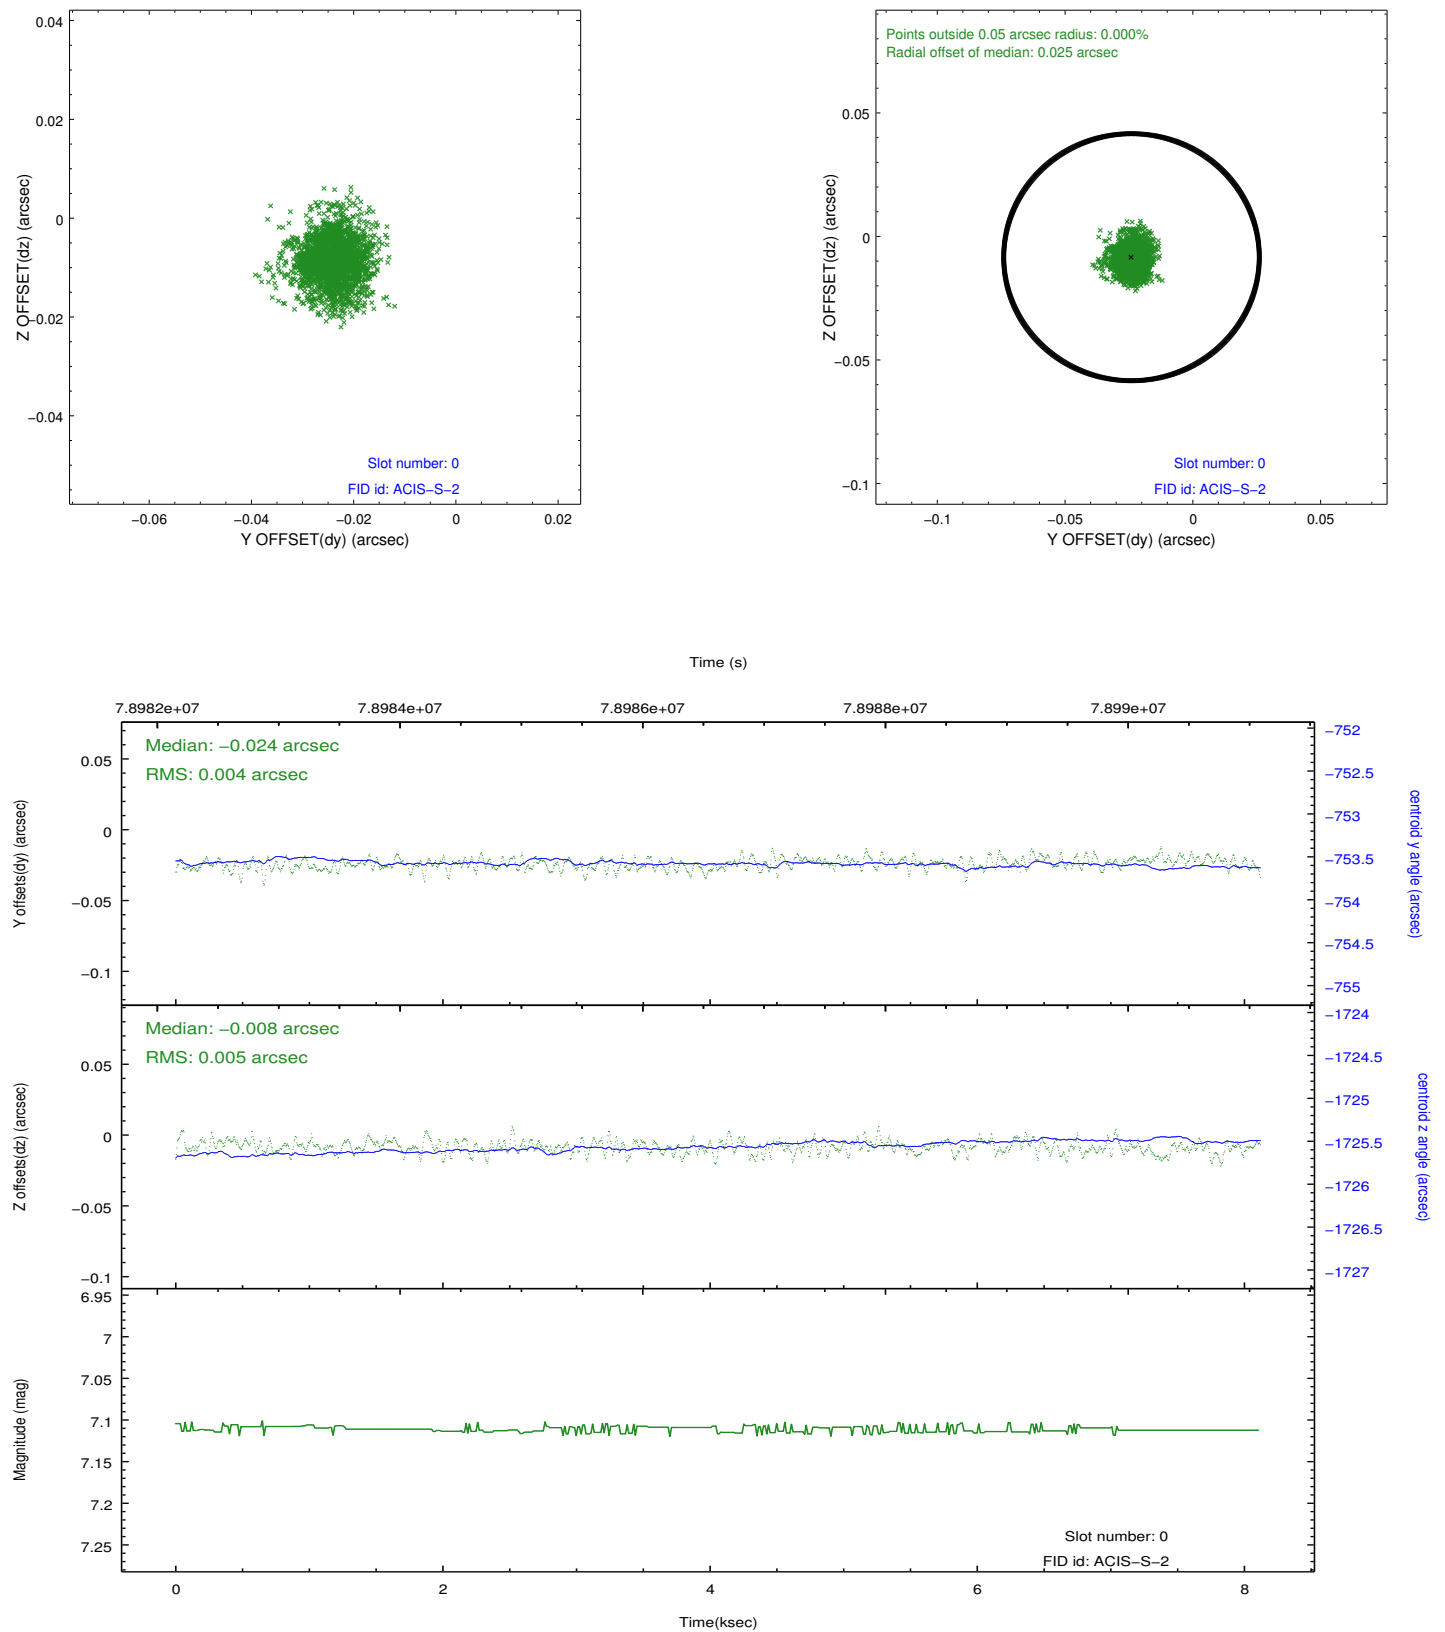 0.04
0.02
0
−0.02
−0.04
Z OFFSET(dz) (arcsec)
Slot number: 0
FID id: ACIS−S−2
−0.06
−0.04
−0.02
0
0.02
Y OFFSET(dy) (arcsec)
Points outside 0.05 arcsec radius: 0.000%
Radial offset of median: 0.025 arcsec
0.05
0
−0.05
−0.1
Z OFFSET(dz) (arcsec)
Slot number: 0
FID id: ACIS−S−2
−0.1
−0.05
0
0.05
Y OFFSET(dy) (arcsec)
Time (s)
7.8982e+07
7.8984e+07
7.8986e+07
7.8988e+07
7.899e+07
Median: −0.024 arcsec
RMS: 0.004 arcsec
0.05
0
−0.05
−0.1
Y offsets(dy) (arcsec)
−752
−752.5
−753
−753.5
−754
−754.5
−755
centroid y angle (arcsec)
Median: −0.008 arcsec
RMS: 0.005 arcsec
0.05
0
−0.05
−0.1
Z offsets(dz) (arcsec)
−1724
−1724.5
−1725
−1725.5
−1726
−1726.5
−1727
centroid z angle (arcsec)
6.95
7
7.05
7.1
7.15
7.2
7.25
Magnitude (mag)
Slot number: 0
FID id: ACIS−S−2
0
2
4
6
8
Time(ksec)